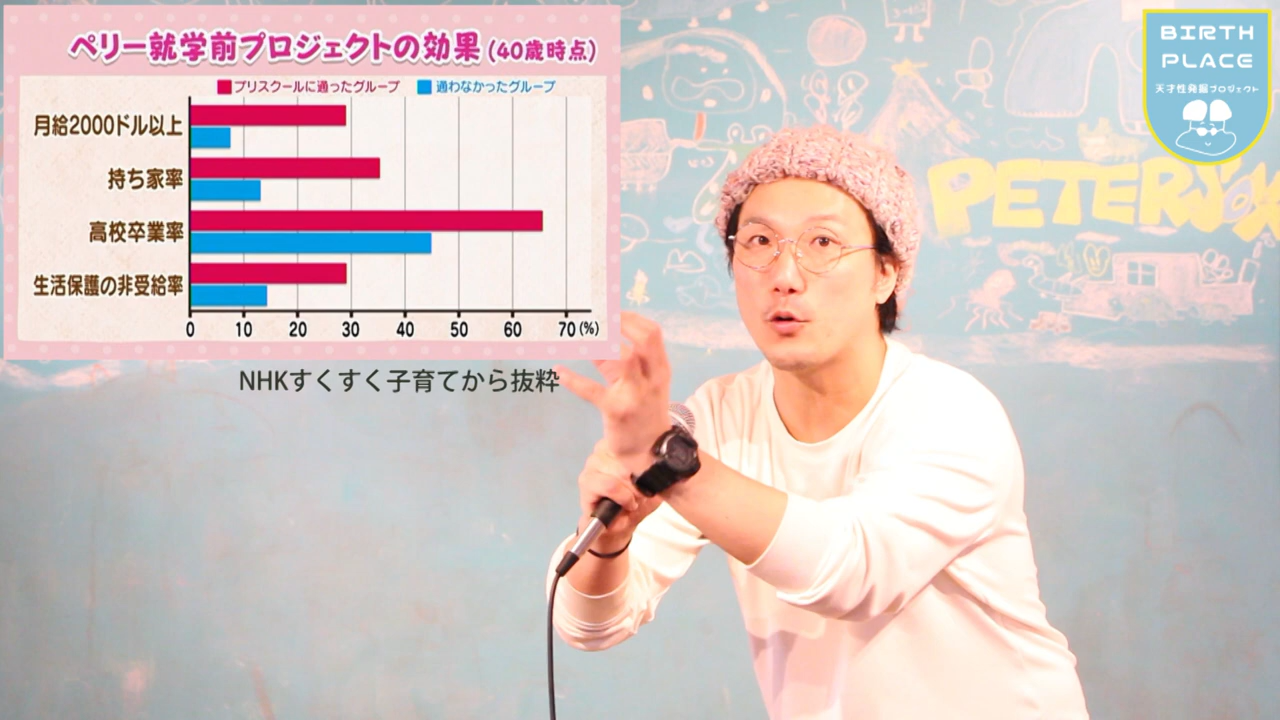 ペリー就学前プロジェクトの効果(40歳時点)
プリスクールに通ったグループ 通わなかったグループ
月給2000ドル以上
持ち家率
高校卒業率
生活保護の非受給率
0 10 20 30 40 50 60 70(%)
NHKすくすく子育てから抜粋
BIRTH
PLACE
天才性発掘プロジェクト